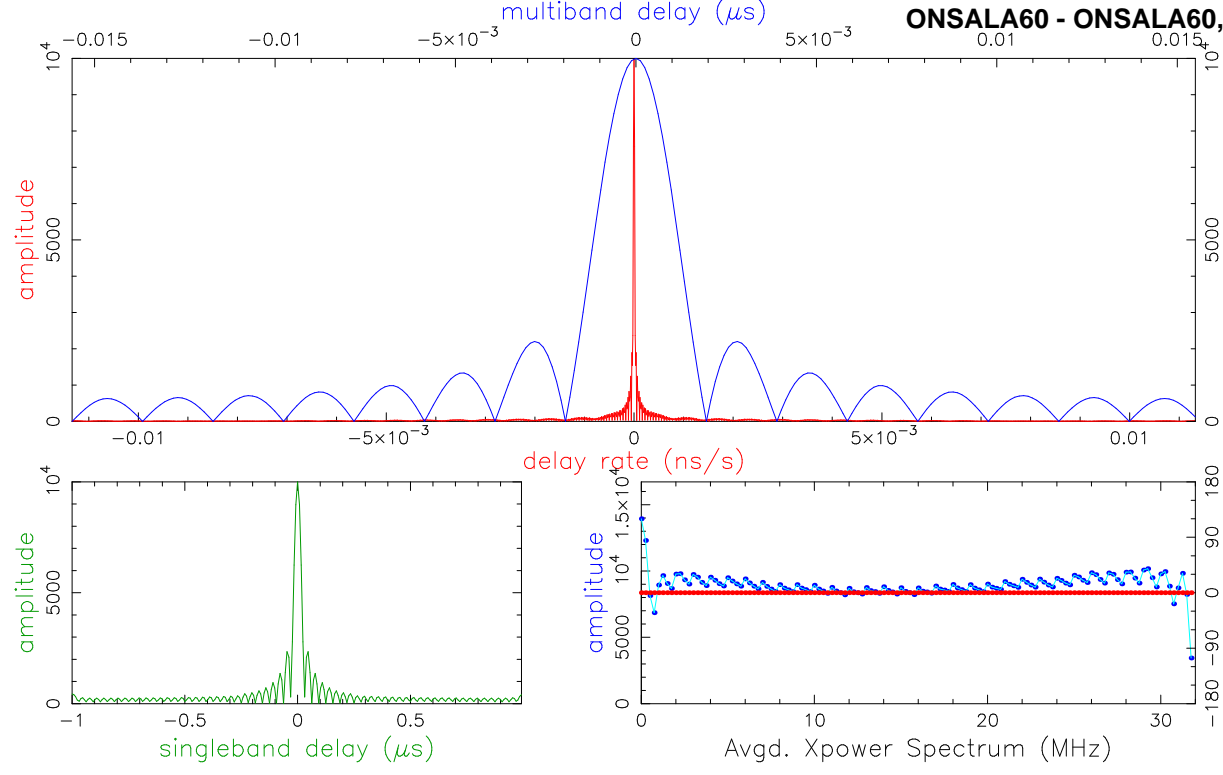 multiband delay (μs)
ONSALA60 - ONSALA60,
−0.015 −0.01 −5×10⁻³ 0 5×10⁻³ 0.01 0.015
amplitude
0 5000 10⁴
0 5000 10⁴
−0.01 −5×10⁻³ 0 5×10⁻³ 0.01
delay rate (ns/s)
amplitude
0 5000 10⁴
−1 −0.5 0 0.5
singleband delay (μs)
amplitude
0 5000 10⁴ 1.5×10⁴
−180 −90 0 90 180
0 10 20 30
Avgd. Xpower Spectrum (MHz)